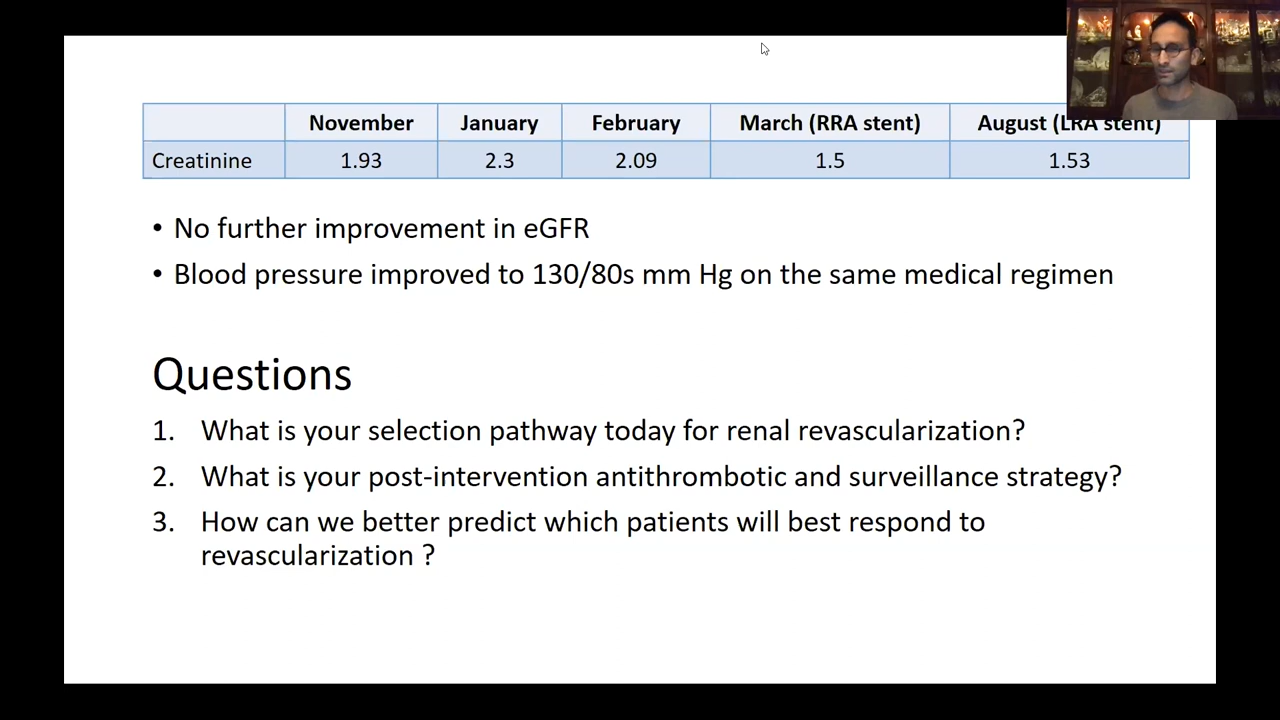 November January February March (RRA stent) August (LRA stent)
Creatinine 1.93 2.3 2.09 1.5 1.53
• No further improvement in eGFR
• Blood pressure improved to 130/80s mm Hg on the same medical regimen
Questions
1. What is your selection pathway today for renal revascularization?
2. What is your post-intervention antithrombotic and surveillance strategy?
3. How can we better predict which patients will best respond to
revascularization ?